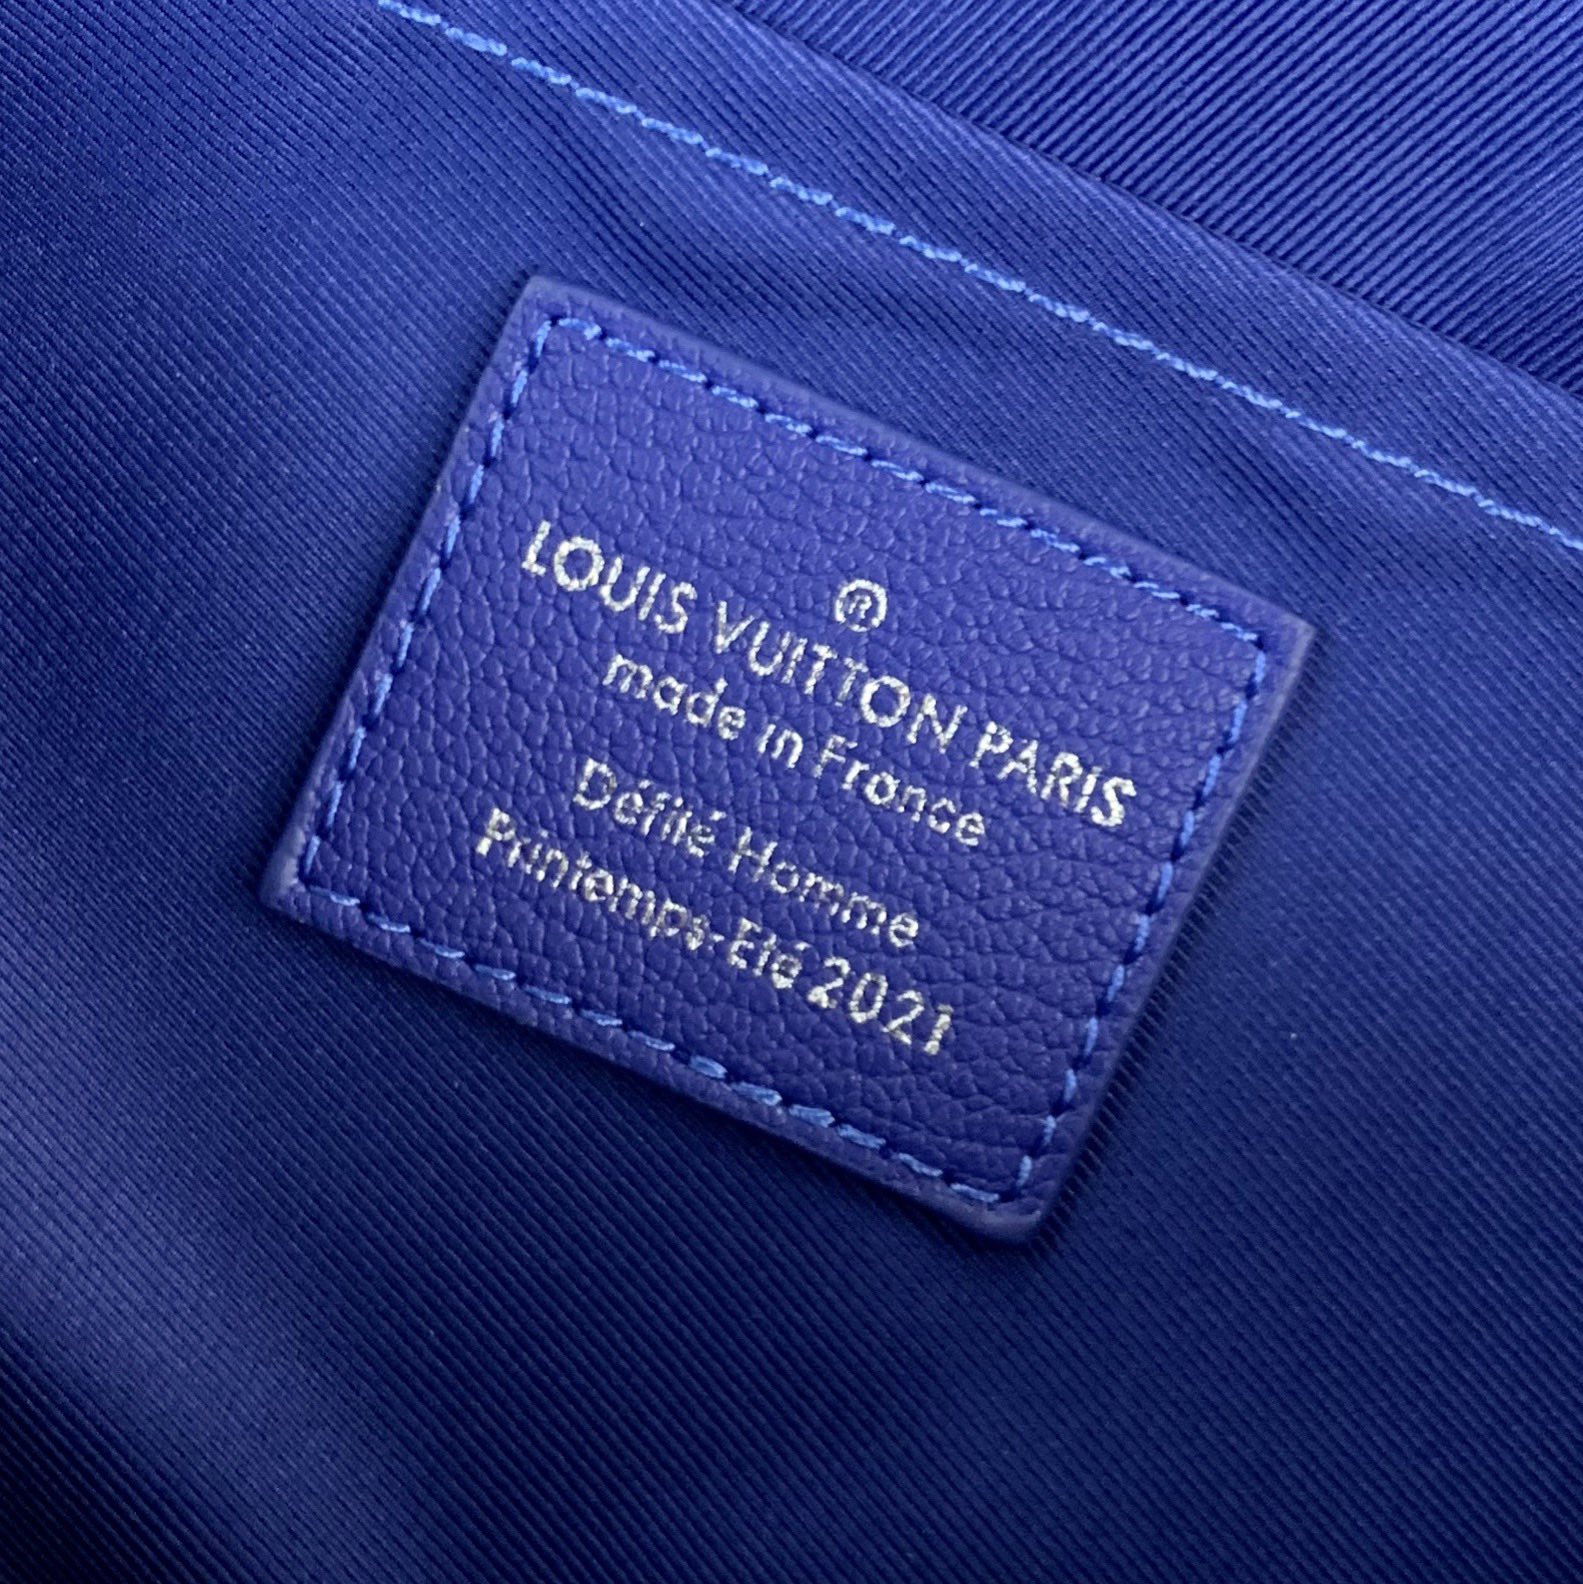 ®
LOUIS VUITTON PARIS
made in France
Défilé Homme
Printemps-Eté 2021